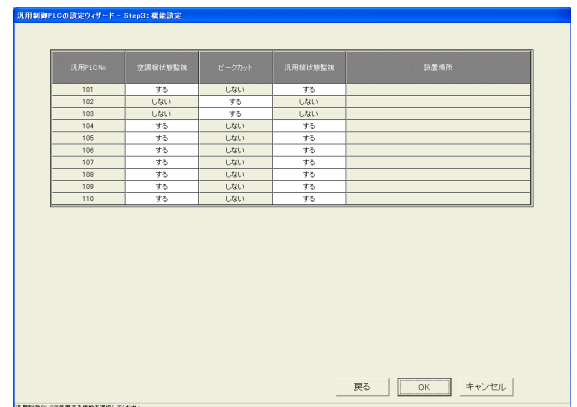 汎用制御PLCの設定ウィザード - Step3: 機能設定
汎用PLCNo 空調機状態監視 ピークカット 汎用機状態監視 設置場所
101 する しない する
102 しない する しない
103 しない する しない
104 する しない する
105 する しない する
106 する しない する
107 する しない する
108 する しない する
109 する しない する
110 する しない する
戻る OK キャンセル